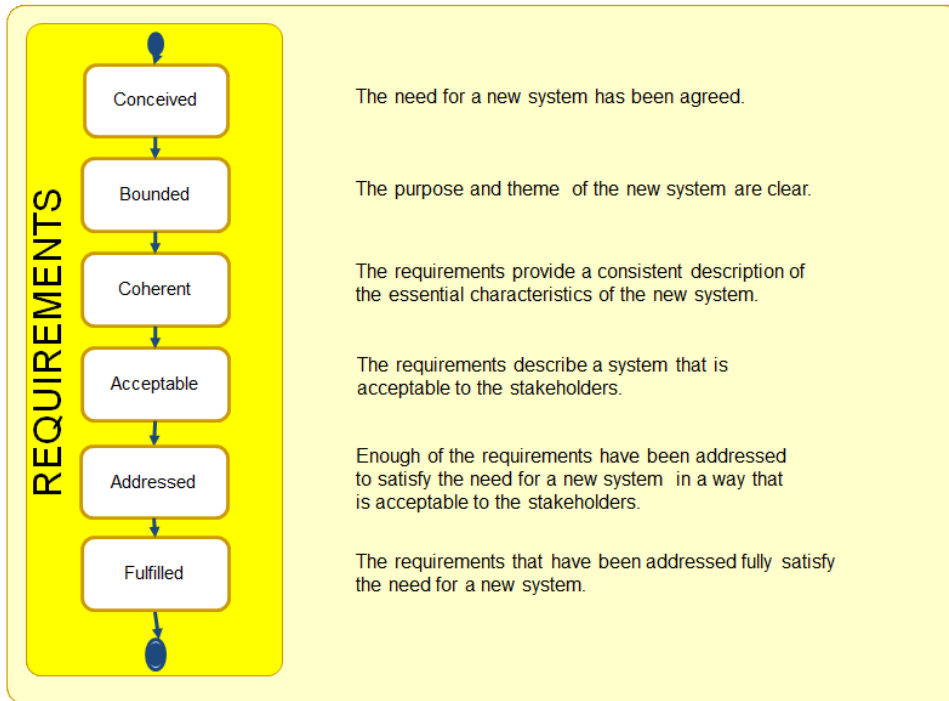 REQUIREMENTS
Conceived
The need for a new system has been agreed.
Bounded
The purpose and theme of the new system are clear.
Coherent
The requirements provide a consistent description of
the essential characteristics of the new system.
Acceptable
The requirements describe a system that is
acceptable to the stakeholders.
Addressed
Enough of the requirements have been addressed
to satisfy the need for a new system in a way that
is acceptable to the stakeholders.
Fulfilled
The requirements that have been addressed fully satisfy
the need for a new system.